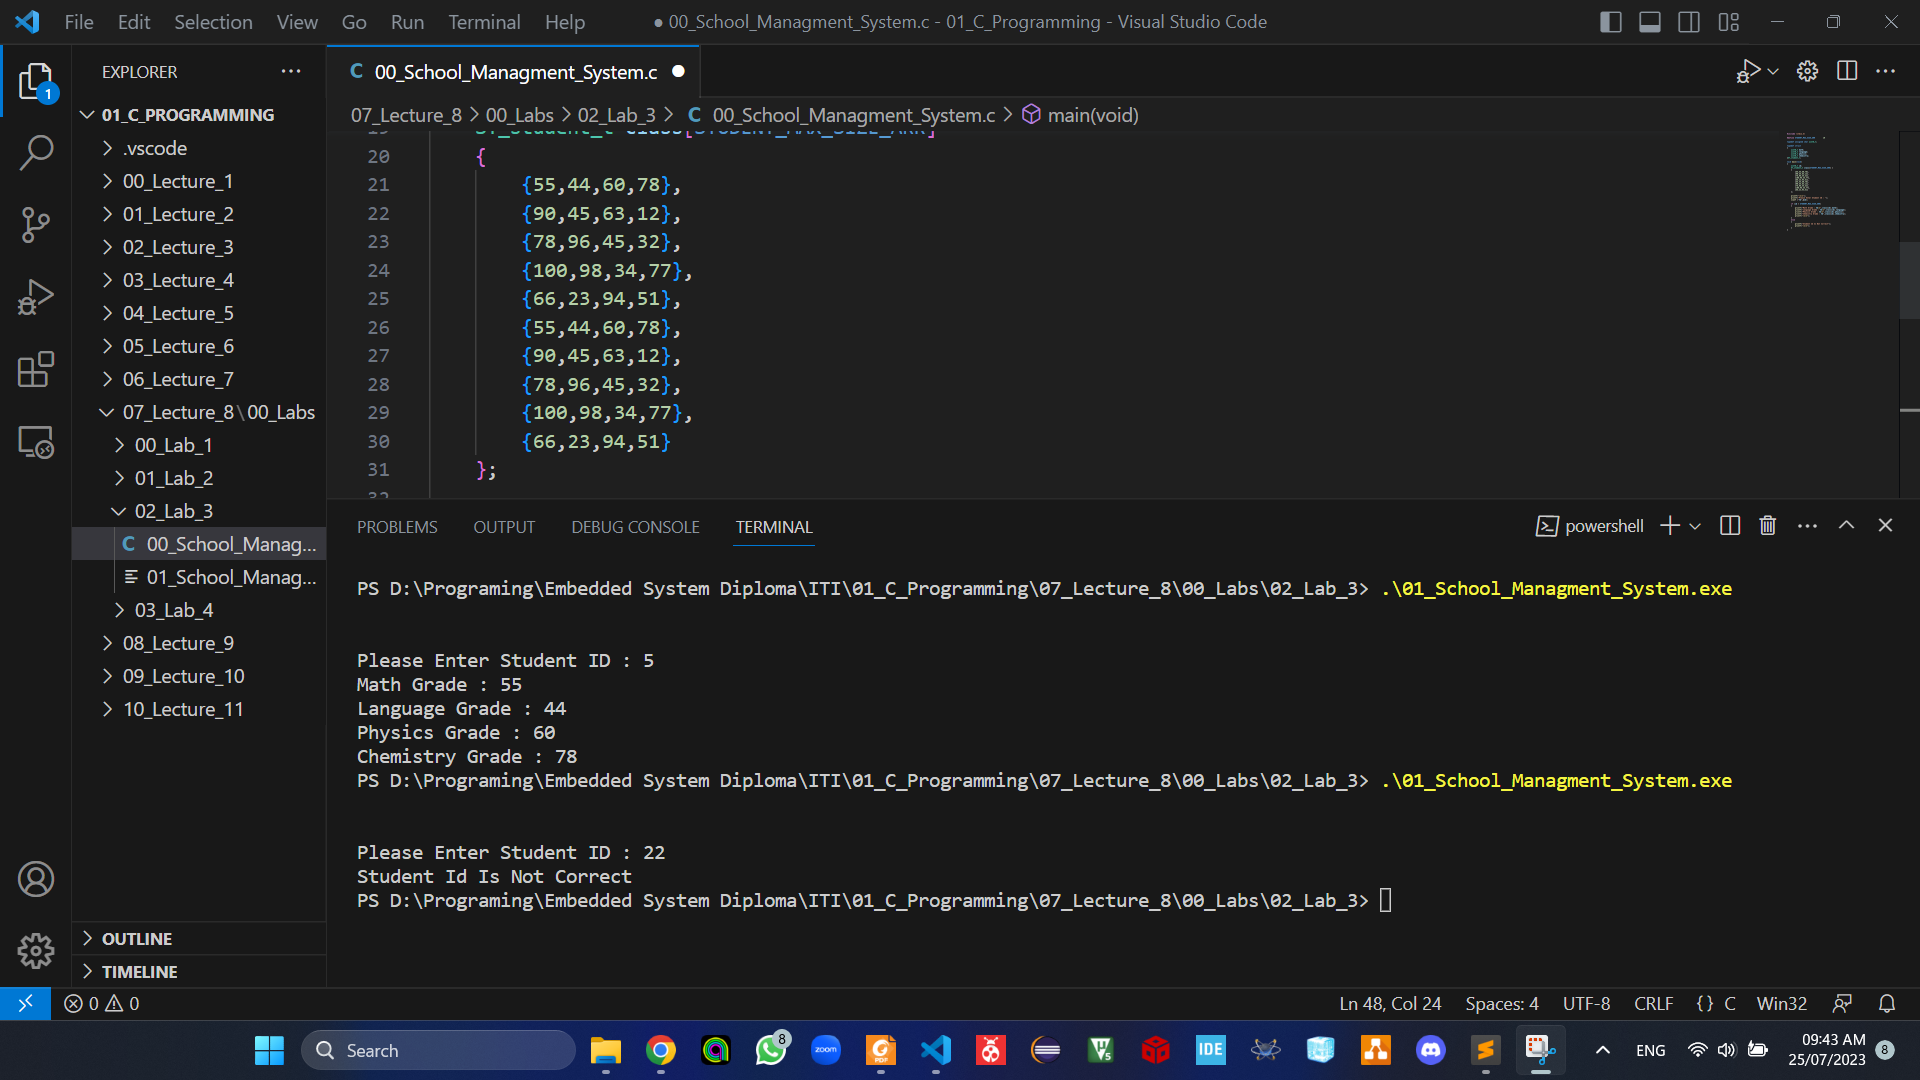 File Edit Selection View Go Run Terminal Help
● 00_School_Managment_System.c - 01_C_Programming - Visual Studio Code
EXPLORER
00_School_Managment_System.c
1
01_C_PROGRAMMING
.vscode
00_Lecture_1
01_Lecture_2
02_Lecture_3
03_Lecture_4
04_Lecture_5
05_Lecture_6
06_Lecture_7
07_Lecture_8\00_Labs
00_Lab_1
01_Lab_2
02_Lab_3
C 00_School_Manag...
01_School_Manag...
03_Lab_4
08_Lecture_9
09_Lecture_10
10_Lecture_11
OUTLINE
TIMELINE
07_Lecture_8 > 00_Labs > 02_Lab_3 > C 00_School_Managment_System.c > main(void)
20 {
21 {55,44,60,78},
22 {90,45,63,12},
23 {78,96,45,32},
24 {100,98,34,77},
25 {66,23,94,51},
26 {55,44,60,78},
27 {90,45,63,12},
28 {78,96,45,32},
29 {100,98,34,77},
30 {66,23,94,51}
31 };
PROBLEMS OUTPUT DEBUG CONSOLE TERMINAL
powershell
PS D:\Programing\Embedded System Diploma\ITI\01_C_Programming\07_Lecture_8\00_Labs\02_Lab_3> .\01_School_Managment_System.exe
Please Enter Student ID : 5
Math Grade : 55
Language Grade : 44
Physics Grade : 60
Chemistry Grade : 78
PS D:\Programing\Embedded System Diploma\ITI\01_C_Programming\07_Lecture_8\00_Labs\02_Lab_3> .\01_School_Managment_System.exe
Please Enter Student ID : 22
Student Id Is Not Correct
PS D:\Programing\Embedded System Diploma\ITI\01_C_Programming\07_Lecture_8\00_Labs\02_Lab_3>
0 0
Ln 48, Col 24 Spaces: 4 UTF-8 CRLF {} C Win32
Search
8
zoom
PDF
IDE
ENG
09:43 AM
25/07/2023
8